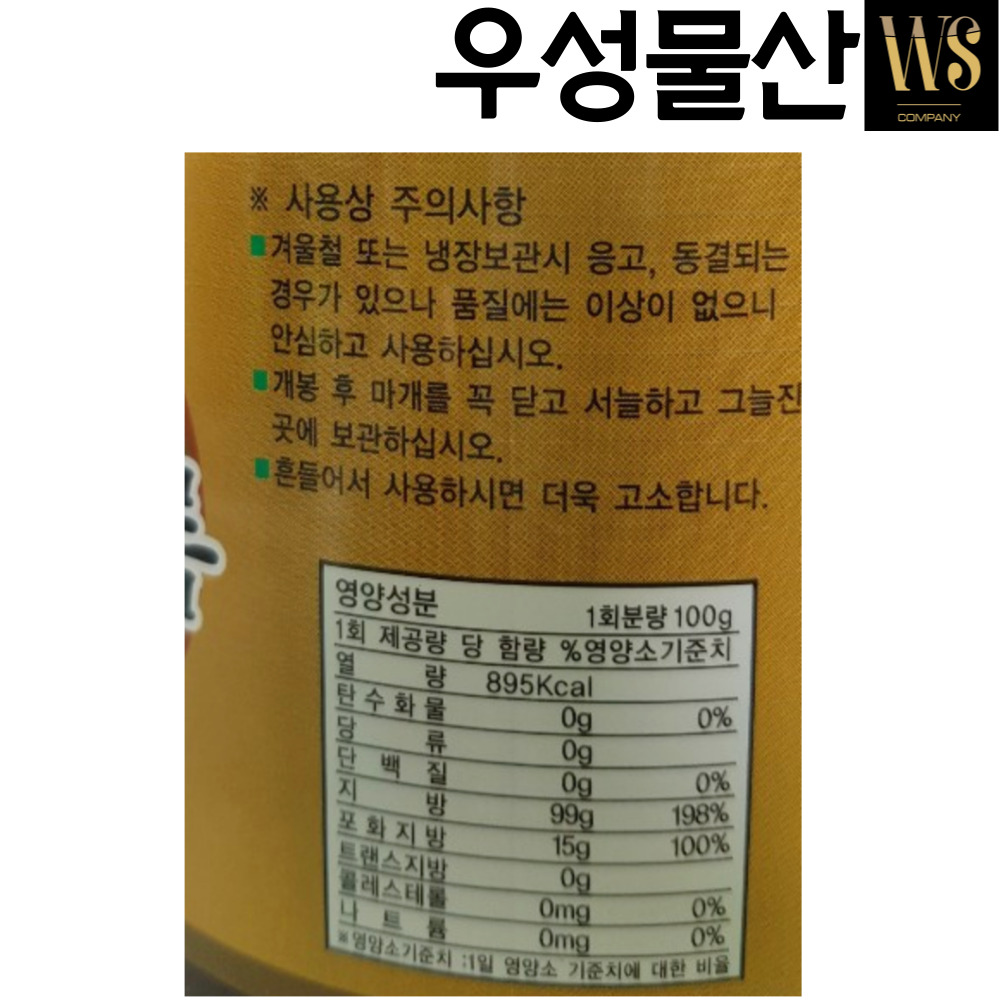 우성물산
WS
COMPANY
※ 사용상 주의사항
■겨울철 또는 냉장보관시 응고, 동결되는
경우가 있으나 품질에는 이상이 없으니
안심하고 사용하십시오.
■개봉 후 마개를 꼭 닫고 서늘하고 그늘진
곳에 보관하십시오.
■흔들어서 사용하시면 더욱 고소합니다.
영양성분 1회분량 100g
1회 제공량 당 함량 %영양소기준치
열 량 895Kcal
탄수화물 0g 0%
당 류 0g
단 백 질 0g 0%
지 방 99g 198%
포화지방 15g 100%
트랜스지방 0g
콜레스테롤 0mg 0%
나 트 륨 0mg 0%
※영양소기준치 :1일 영양소 기준치에 대한 비율